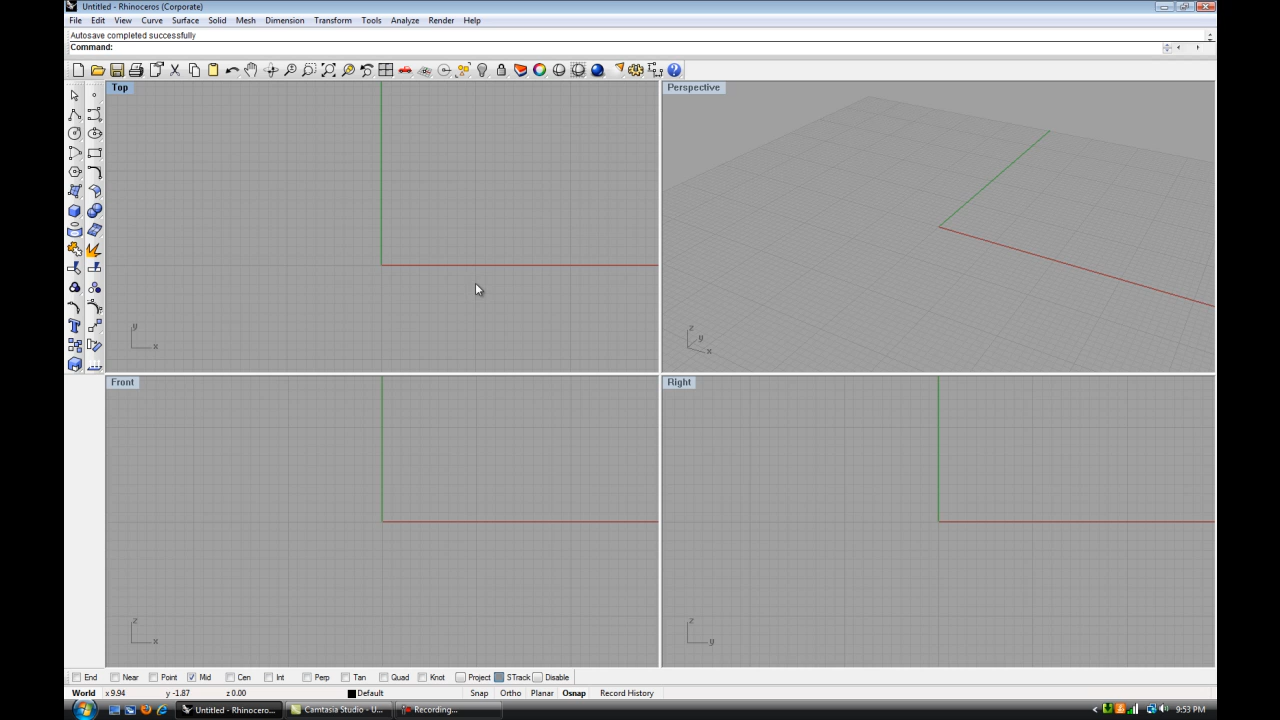 Untitled - Rhinoceros (Corporate)
File Edit View Curve Surface Solid Mesh Dimension Transform Tools Analyze Render Help
Autosave completed successfully
Command:
Top
Perspective
y
x
z
y
x
Front
Right
z
x
z
y
End Near Point Mid Cen Int Perp Tan Quad Knot Project STrack Disable
World x 9.94 y -1.87 z 0.00 Default Snap Ortho Planar Osnap Record History
Untitled - Rhinocero... Camtasia Studio - U... Recording... 9:53 PM